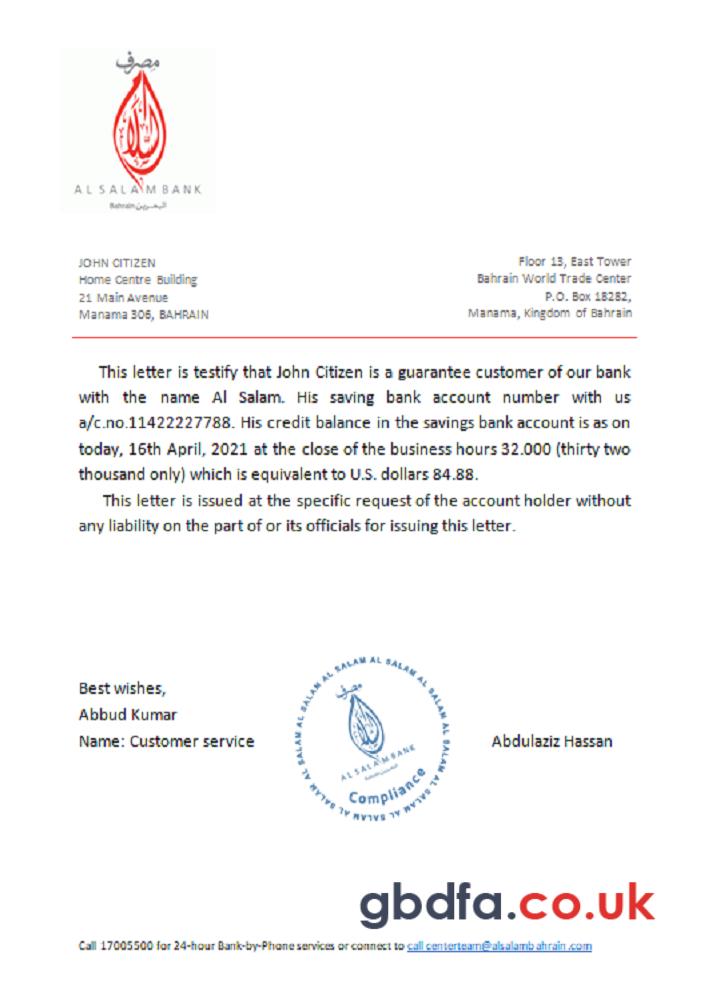 مصرف
السلام
AL SALAM BANK
Bahrain البحرين
JOHN CITIZEN
Home Centre Building
21 Main Avenue
Manama 306, BAHRAIN
Floor 13, East Tower
Bahrain World Trade Center
P.O. Box 18282,
Manama, Kingdom of Bahrain
This letter is testify that John Citizen is a guarantee customer of our bank
with the name Al Salam. His saving bank account number with us
a/c.no.11422227788. His credit balance in the savings bank account is as on
today, 16th April, 2021 at the close of the business hours 32.000 (thirty two
thousand only) which is equivalent to U.S. dollars 84.88.
This letter is issued at the specific request of the account holder without
any liability on the part of or its officials for issuing this letter.
Best wishes,
Abbud Kumar
Name: Customer service
AL SALAM AL SALAM AL SALAM AL SALAM AL SALAM AL SALAM AL SALAM
مصرف
السلام
AL SALAM BANK
Compliance
Abdulaziz Hassan
gbdfa.co.uk
Call 17005500 for 24-hour Bank-by-Phone services or connect to call centerteam@alsalambahrain.com